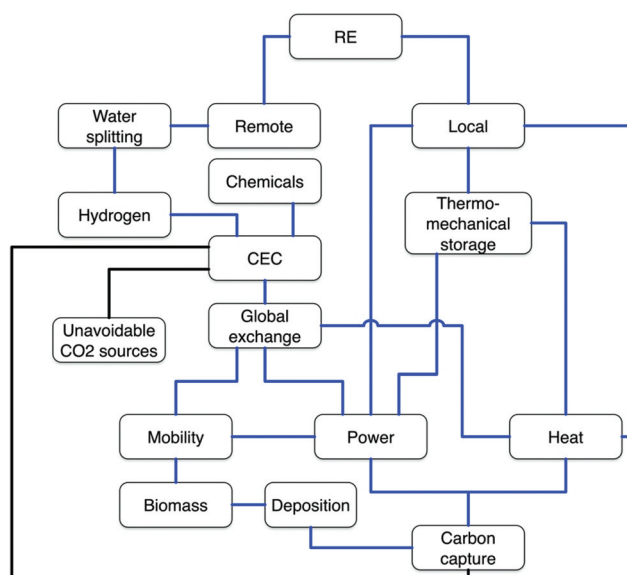 RE
Water
splitting
Remote
Local
Chemicals
Hydrogen
Thermo-
mechanical
storage
CEC
Global
exchange
Unavoidable
CO2 sources
Mobility
Power
Heat
Biomass
Deposition
Carbon
capture